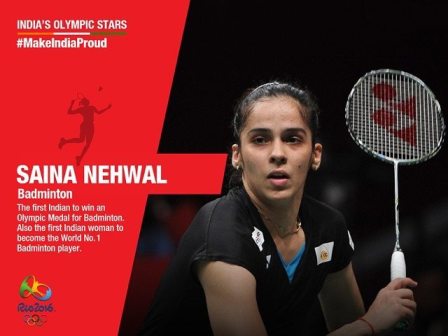 INDIA'S OLYMPIC STARS
#MakeIndiaProud
SAINA NEHWAL
Badminton
The first Indian to win an
Olympic Medal for Badminton.
Also the first Indian woman to
become the World No.1
Badminton player.
Rio2016